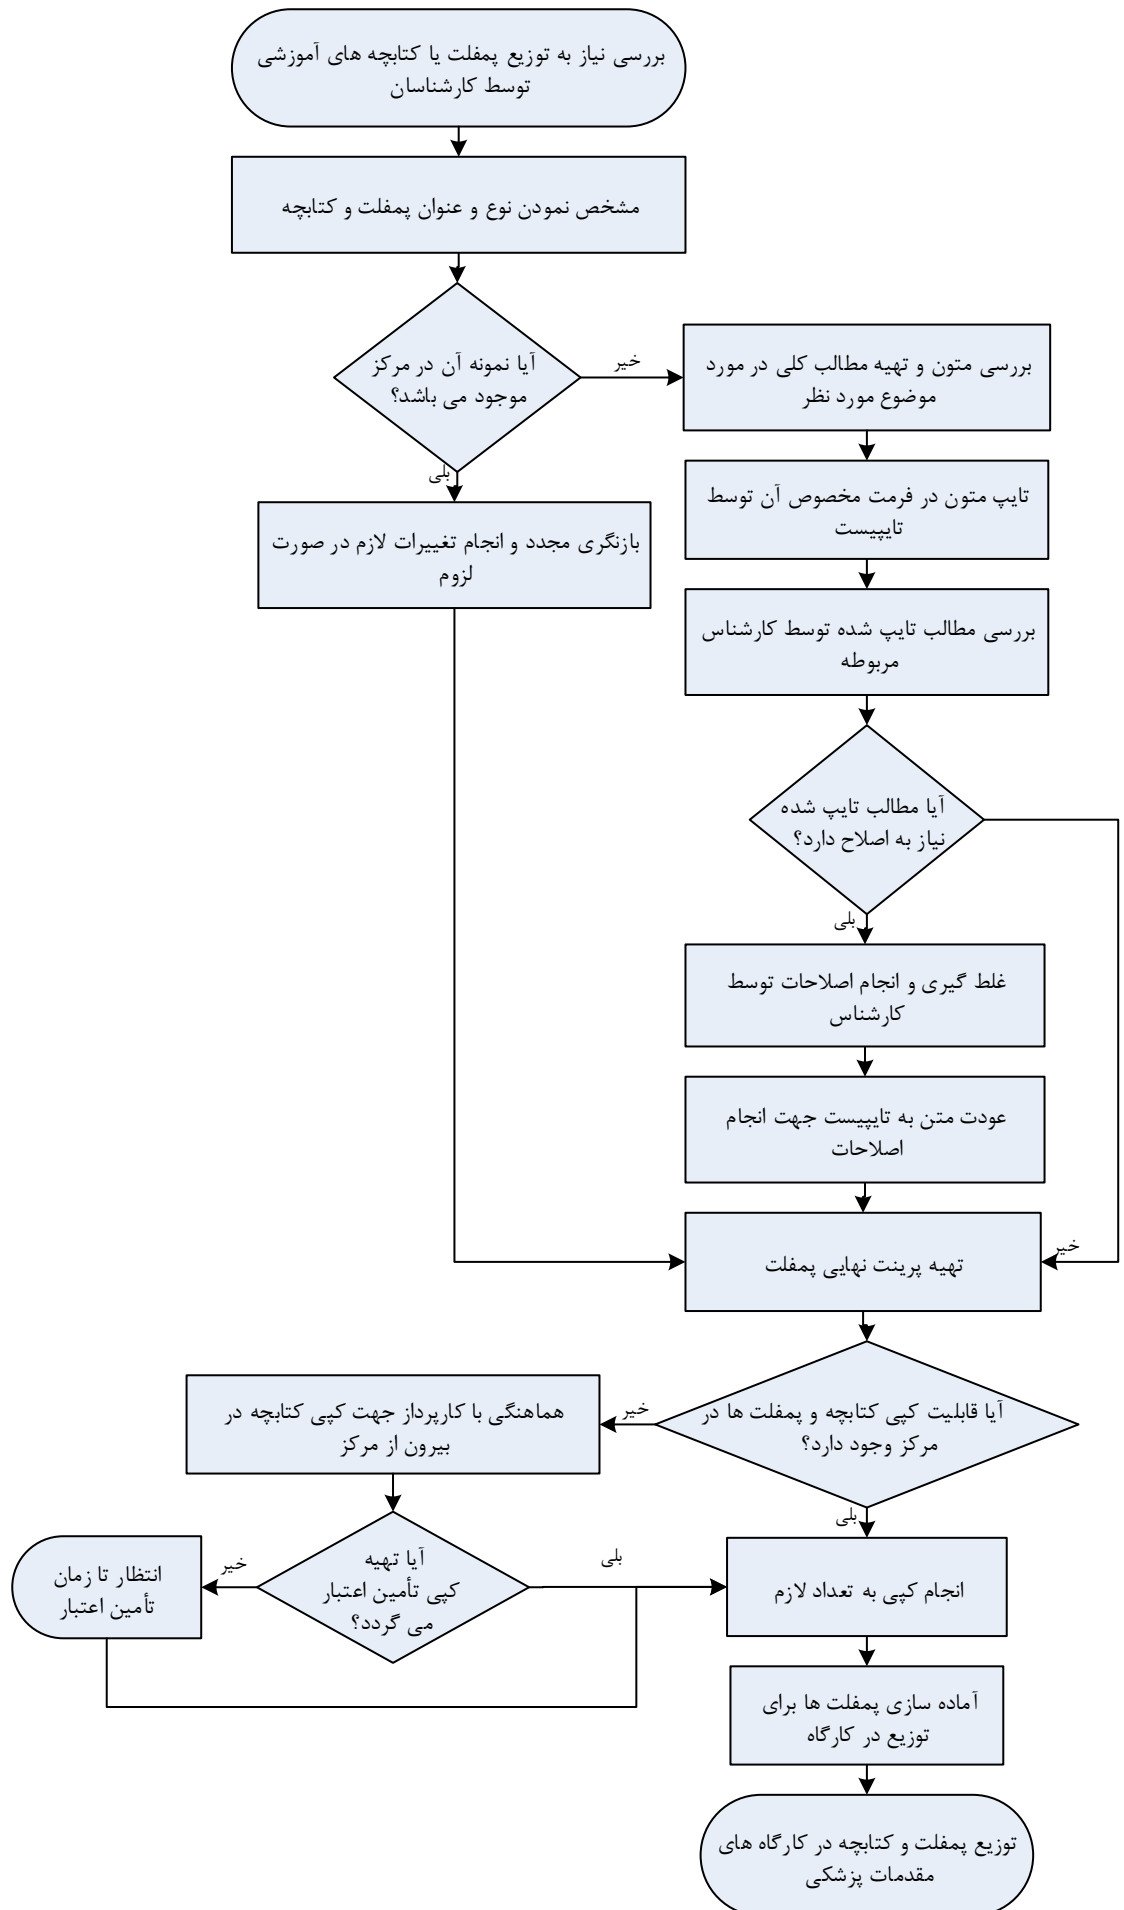 بررسی نیاز به توزیع پمفلت یا کتابچه های آموزشی
توسط کارشناسان
مشخص نمودن نوع و عنوان پمفلت و کتابچه
آیا نمونه آن در مرکز
موجود می باشد؟
خیر
بررسی متون و تهیه مطالب کلی در مورد
موضوع مورد نظر
بلی
تایپ متون در فرمت مخصوص آن توسط
تایپیست
بازنگری مجدد و انجام تغییرات لازم در صورت
لزوم
بررسی مطالب تایپ شده توسط کارشناس
مربوطه
آیا مطالب تایپ شده
نیاز به اصلاح دارد؟
بلی
غلط گیری و انجام اصلاحات توسط
کارشناس
عودت متن به تایپیست جهت انجام
اصلاحات
خیر
تهیه پرینت نهایی پمفلت
آیا قابلیت کپی کتابچه و پمفلت ها در
مرکز وجود دارد؟
خیر
هماهنگی با کارپرداز جهت کپی کتابچه در
بیرون از مرکز
بلی
آیا تهیه
کپی تأمین اعتبار
می گردد؟
بلی
خیر
انتظار تا زمان
تأمین اعتبار
انجام کپی به تعداد لازم
آماده سازی پمفلت ها برای
توزیع در کارگاه
توزیع پمفلت و کتابچه در کارگاه های
مقدمات پزشکی